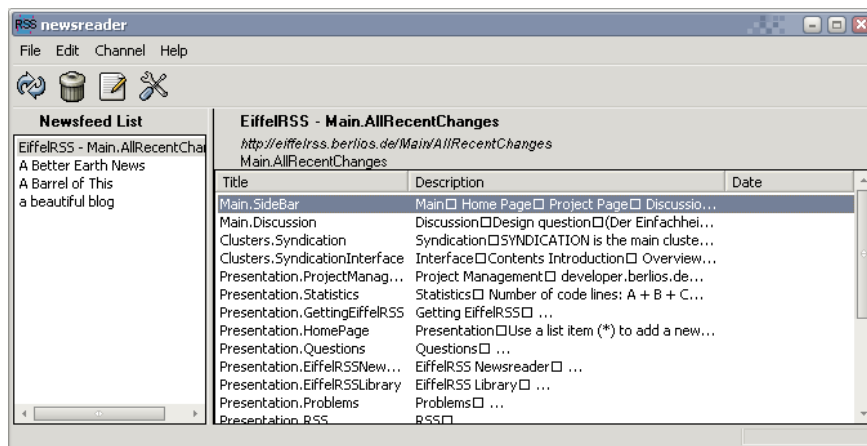 RSS newsreader
File Edit Channel Help
Newsfeed List
EiffelRSS - Main.AllRecentChar
A Better Earth News
A Barrel of This
a beautiful blog
EiffelRSS - Main.AllRecentChanges
http://eiffelrss.berlios.de/Main/AllRecentChanges
Main.AllRecentChanges
Title Description Date
Main.SideBar Main□ Home Page□ Project Page□ Discussio...
Main.Discussion Discussion□Design question□(Der Einfachhei...
Clusters.Syndication Syndication□SYNDICATION is the main cluste...
Clusters.SyndicationInterface Interface□Contents Introduction□ Overview...
Presentation.ProjectManag... Project Management□ developer.berlios.de...
Presentation.Statistics Statistics□ Number of code lines: A + B + C...
Presentation.GettingEiffelRSS Getting EiffelRSS□ ...
Presentation.HomePage Presentation□Use a list item (*) to add a new...
Presentation.Questions Questions□ ...
Presentation.EiffelRSSNew... EiffelRSS Newsreader□ ...
Presentation.EiffelRSSLibrary EiffelRSS Library□ ...
Presentation.Problems Problems□ ...
Presentation.RSS RSS□